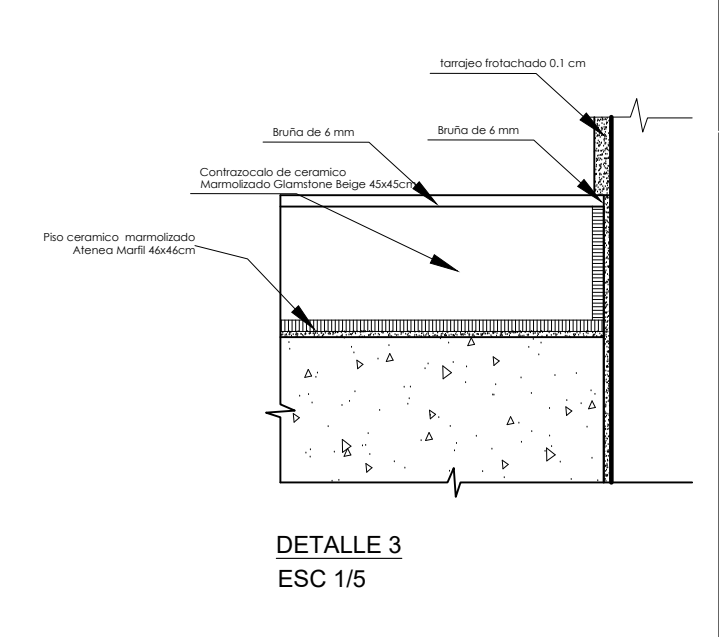 tarrajeo frotachado 0.1 cm
Bruña de 6 mm
Bruña de 6 mm
Contrazocalo de ceramico
Marmolizado Glamstone Beige 45x45cm
Piso ceramico marmolizado
Atenea Marfil 46x46cm
DETALLE 3
ESC 1/5